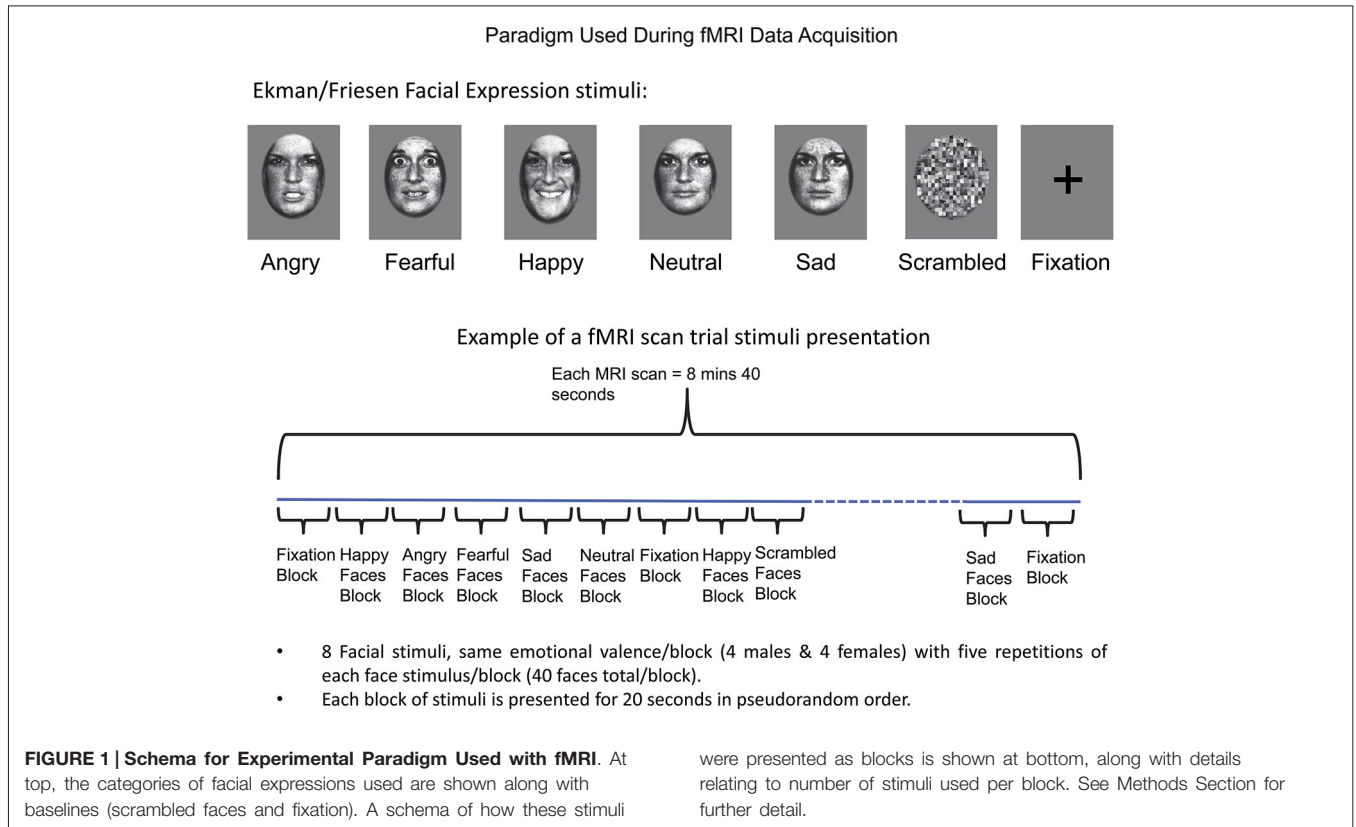 Paradigm Used During fMRI Data Acquisition
Ekman/Friesen Facial Expression stimuli:
Angry Fearful Happy Neutral Sad Scrambled Fixation
Example of a fMRI scan trial stimuli presentation
Each MRI scan = 8 mins 40
seconds
Fixation Block
Happy Faces Block
Angry Faces Block
Fearful Faces Block
Sad Faces Block
Neutral Faces Block
Fixation Block
Happy Faces Block
Scrambled Faces Block
Sad Faces Block
Fixation Block
• 8 Facial stimuli, same emotional valence/block (4 males & 4 females) with five repetitions of
each face stimulus/block (40 faces total/block).
• Each block of stimuli is presented for 20 seconds in pseudorandom order.
FIGURE 1 | Schema for Experimental Paradigm Used with fMRI. At
top, the categories of facial expressions used are shown along with
baselines (scrambled faces and fixation). A schema of how these stimuli
were presented as blocks is shown at bottom, along with details
relating to number of stimuli used per block. See Methods Section for
further detail.